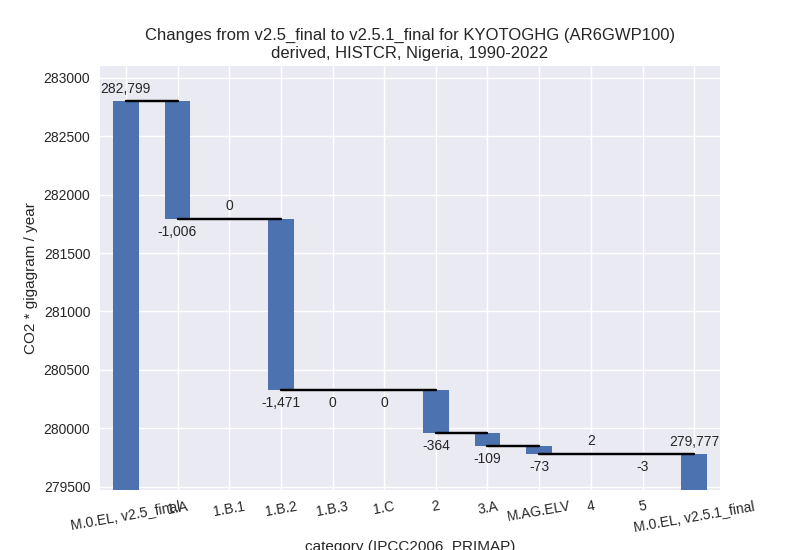 Changes from v2.5_final to v2.5.1_final for KYOTOGHG (AR6GWP100)
derived, HISTCR, Nigeria, 1990-2022
CO2 * gigagram / year
283000
282500
282000
281500
281000
280500
280000
279500
282,799
-1,006
0
-1,471
0
0
-364
-109
-73
2
-3
279,777
M.0.EL, v2.5_final
1.A
1.B.1
1.B.2
1.B.3
1.C
2
3.A
M.AG.ELV
4
5
M.0.EL, v2.5.1_final
category (IPCC2006_PRIMAP)